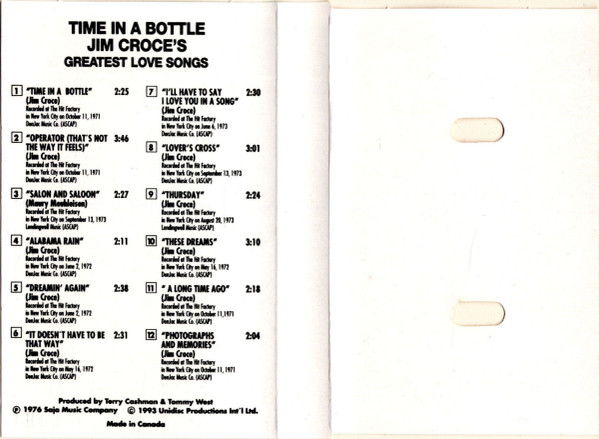 TIME IN A BOTTLE
JIM CROCE'S
GREATEST LOVE SONGS
1 "TIME IN A BOTTLE" 2:25
(Jim Croce)
Recorded at The Hit Factory
in New York City on October 11, 1971
DenJac Music Co. (ASCAP)
2 "OPERATOR (THAT'S NOT 3:46
THE WAY IT FEELS)"
(Jim Croce)
Recorded at The Hit Factory
in New York City on October 11, 1971
DenJac Music Co. (ASCAP)
3 "SALON AND SALOON" 2:27
(Maury Meuhleisen)
Recorded at The Hit Factory
in New York City on September 13, 1973
Lendingwell Music (ASCAP)
4 "ALABAMA RAIN" 2:11
(Jim Croce)
Recorded at The Hit Factory
in New York City on June 2, 1972
DenJac Music Co. (ASCAP)
5 "DREAMIN' AGAIN" 2:38
(Jim Croce)
Recorded at The Hit Factory
in New York City on June 2, 1972
DenJac Music Co. (ASCAP)
6 "IT DOESN'T HAVE TO BE 2:31
THAT WAY"
(Jim Croce)
Recorded at The Hit Factory
in New York City on May 16, 1972
DenJac Music Co. (ASCAP)
7 "I'LL HAVE TO SAY 2:30
I LOVE YOU IN A SONG"
(Jim Croce)
Recorded at The Hit Factory
in New York City on June 6, 1973
DenJac Music Co. (ASCAP)
8 "LOVER'S CROSS" 3:01
(Jim Croce)
Recorded at The Hit Factory
in New York City on September 13, 1973
DenJac Music Co. (ASCAP)
9 "THURSDAY" 2:24
(Jim Croce)
Recorded at The Hit Factory
in New York City on August 20, 1973
Lendingwell Music (ASCAP)
10 "THESE DREAMS" 3:10
(Jim Croce)
Recorded at The Hit Factory
in New York City on May 16, 1972
DenJac Music Co. (ASCAP)
11 " A LONG TIME AGO" 2:18
(Jim Croce)
Recorded at The Hit Factory
in New York City on October 11,1971
DenJac Music Co. (ASCAP)
12 "PHOTOGRAPHS 2:04
AND MEMORIES"
(Jim Croce)
Recorded at The Hit Factory
in New York City on October 11, 1971
DenJac Music Co. (ASCAP)
Produced by Terry Cashman & Tommy West
℗ 1976 Saja Music Company © 1993 Unidisc Productions Int'l Ltd.
Made in Canada